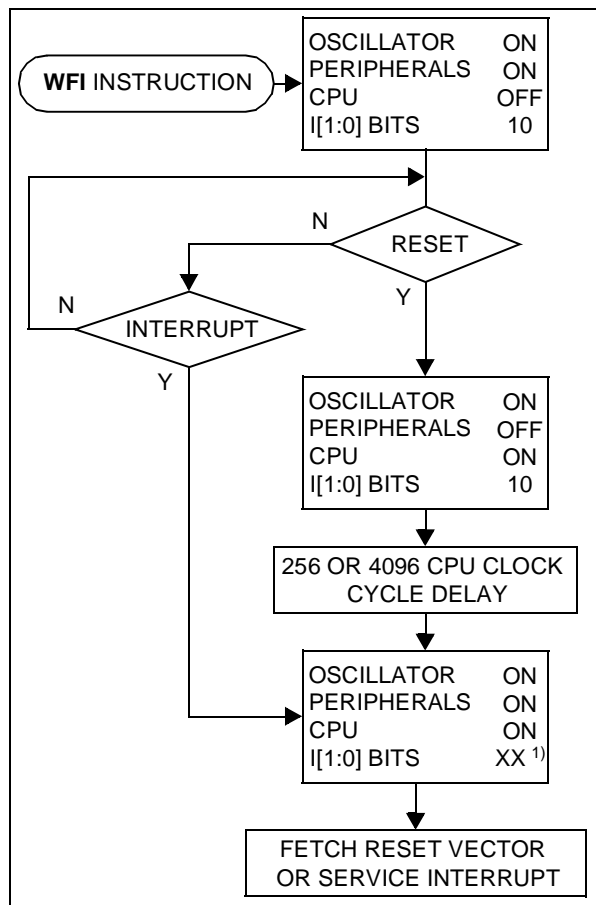 WFI INSTRUCTION
OSCILLATOR ON
PERIPHERALS ON
CPU OFF
I[1:0] BITS 10
N
RESET
Y
N
INTERRUPT
Y
OSCILLATOR ON
PERIPHERALS OFF
CPU ON
I[1:0] BITS 10
256 OR 4096 CPU CLOCK
CYCLE DELAY
OSCILLATOR ON
PERIPHERALS ON
CPU ON
I[1:0] BITS XX 1)
FETCH RESET VECTOR
OR SERVICE INTERRUPT